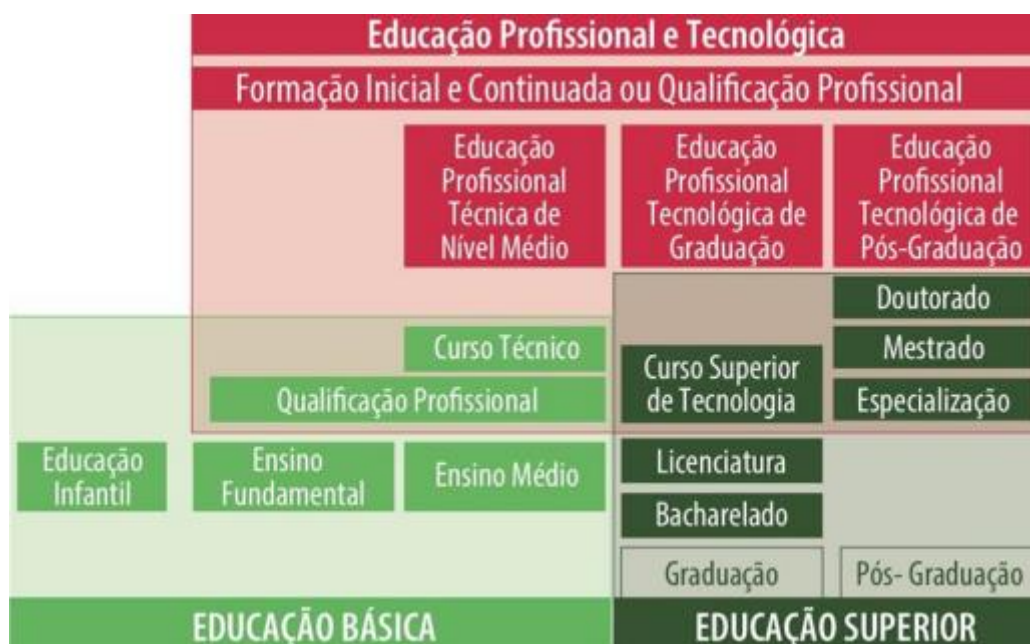 Educação Profissional e Tecnológica
Formação Inicial e Continuada ou Qualificação Profissional
Educação
Profissional
Técnica de
Nível Médio
Educação
Profissional
Tecnológica de
Graduação
Educação
Profissional
Tecnológica de
Pós-Graduação
Doutorado
Curso Técnico
Mestrado
Curso Superior
de Tecnologia
Qualificação Profissional
Especialização
Educação
Infantil
Ensino
Fundamental
Ensino Médio
Licenciatura
Bacharelado
Graduação
Pós- Graduação
EDUCAÇÃO BÁSICA
EDUCAÇÃO SUPERIOR